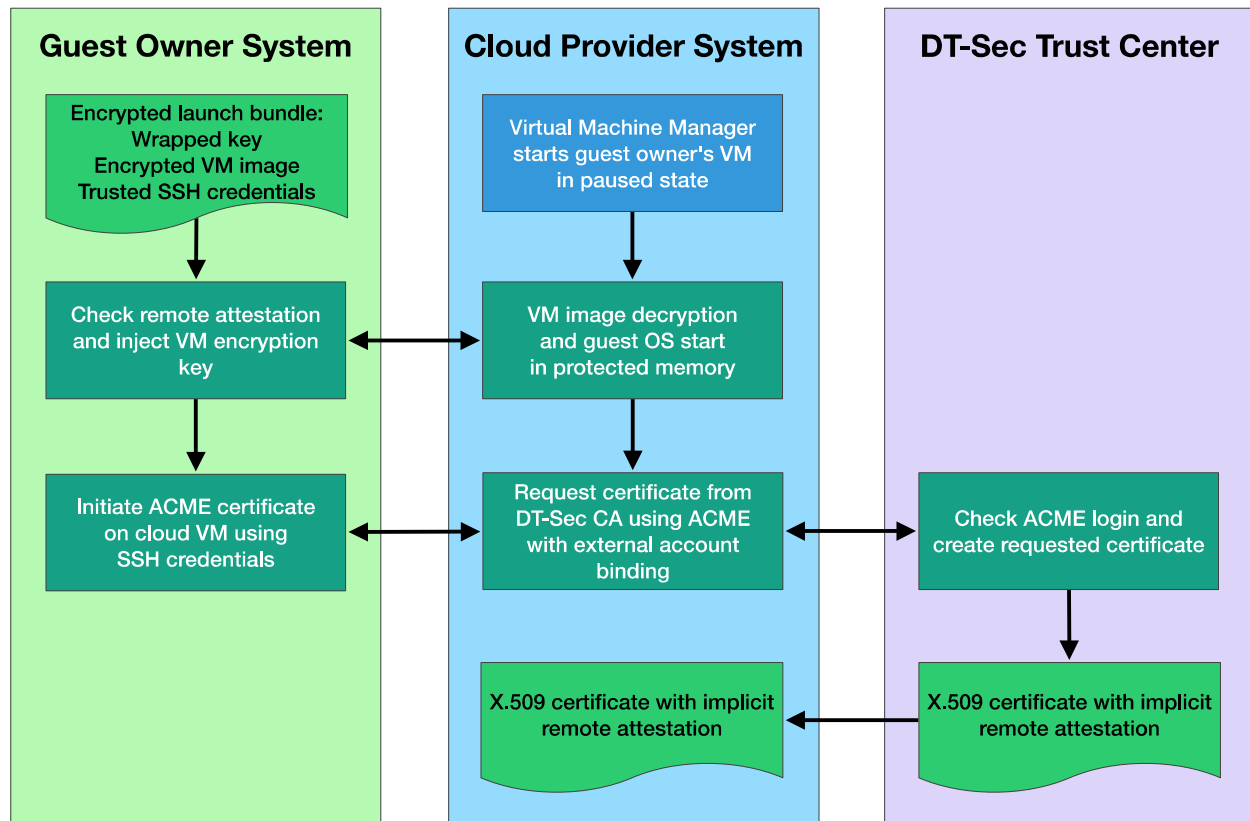 Guest Owner System
Cloud Provider System
DT-Sec Trust Center
Encrypted launch bundle:
Wrapped key
Encrypted VM image
Trusted SSH credentials
Virtual Machine Manager
starts guest owner's VM
in paused state
Check remote attestation
and inject VM encryption
key
VM image decryption
and guest OS start
in protected memory
Initiate ACME certificate
on cloud VM using
SSH credentials
Request certificate from
DT-Sec CA using ACME
with external account
binding
Check ACME login and
create requested certificate
X.509 certificate with implicit
remote attestation
X.509 certificate with implicit
remote attestation